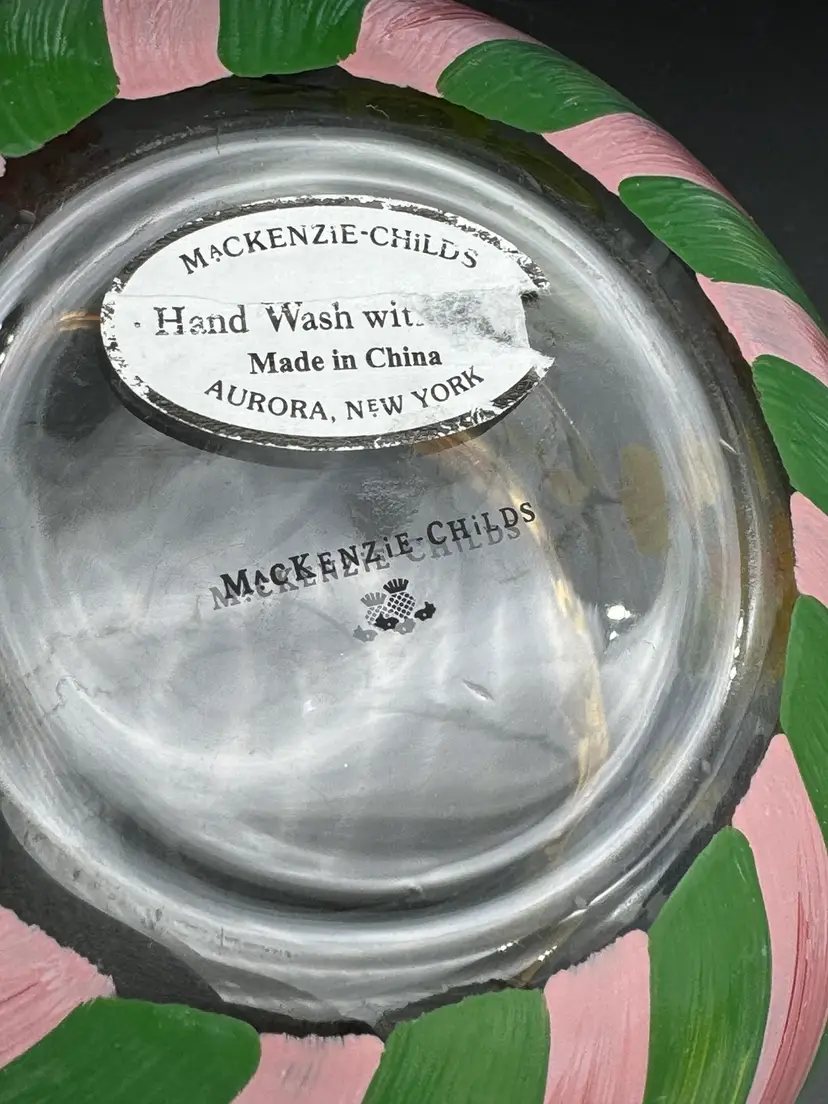 MACKENZiE-CHiLDS
· Hand Wash wit
Made in China
AURORA, NEW YORK
MACKENZiE-CHiLDS